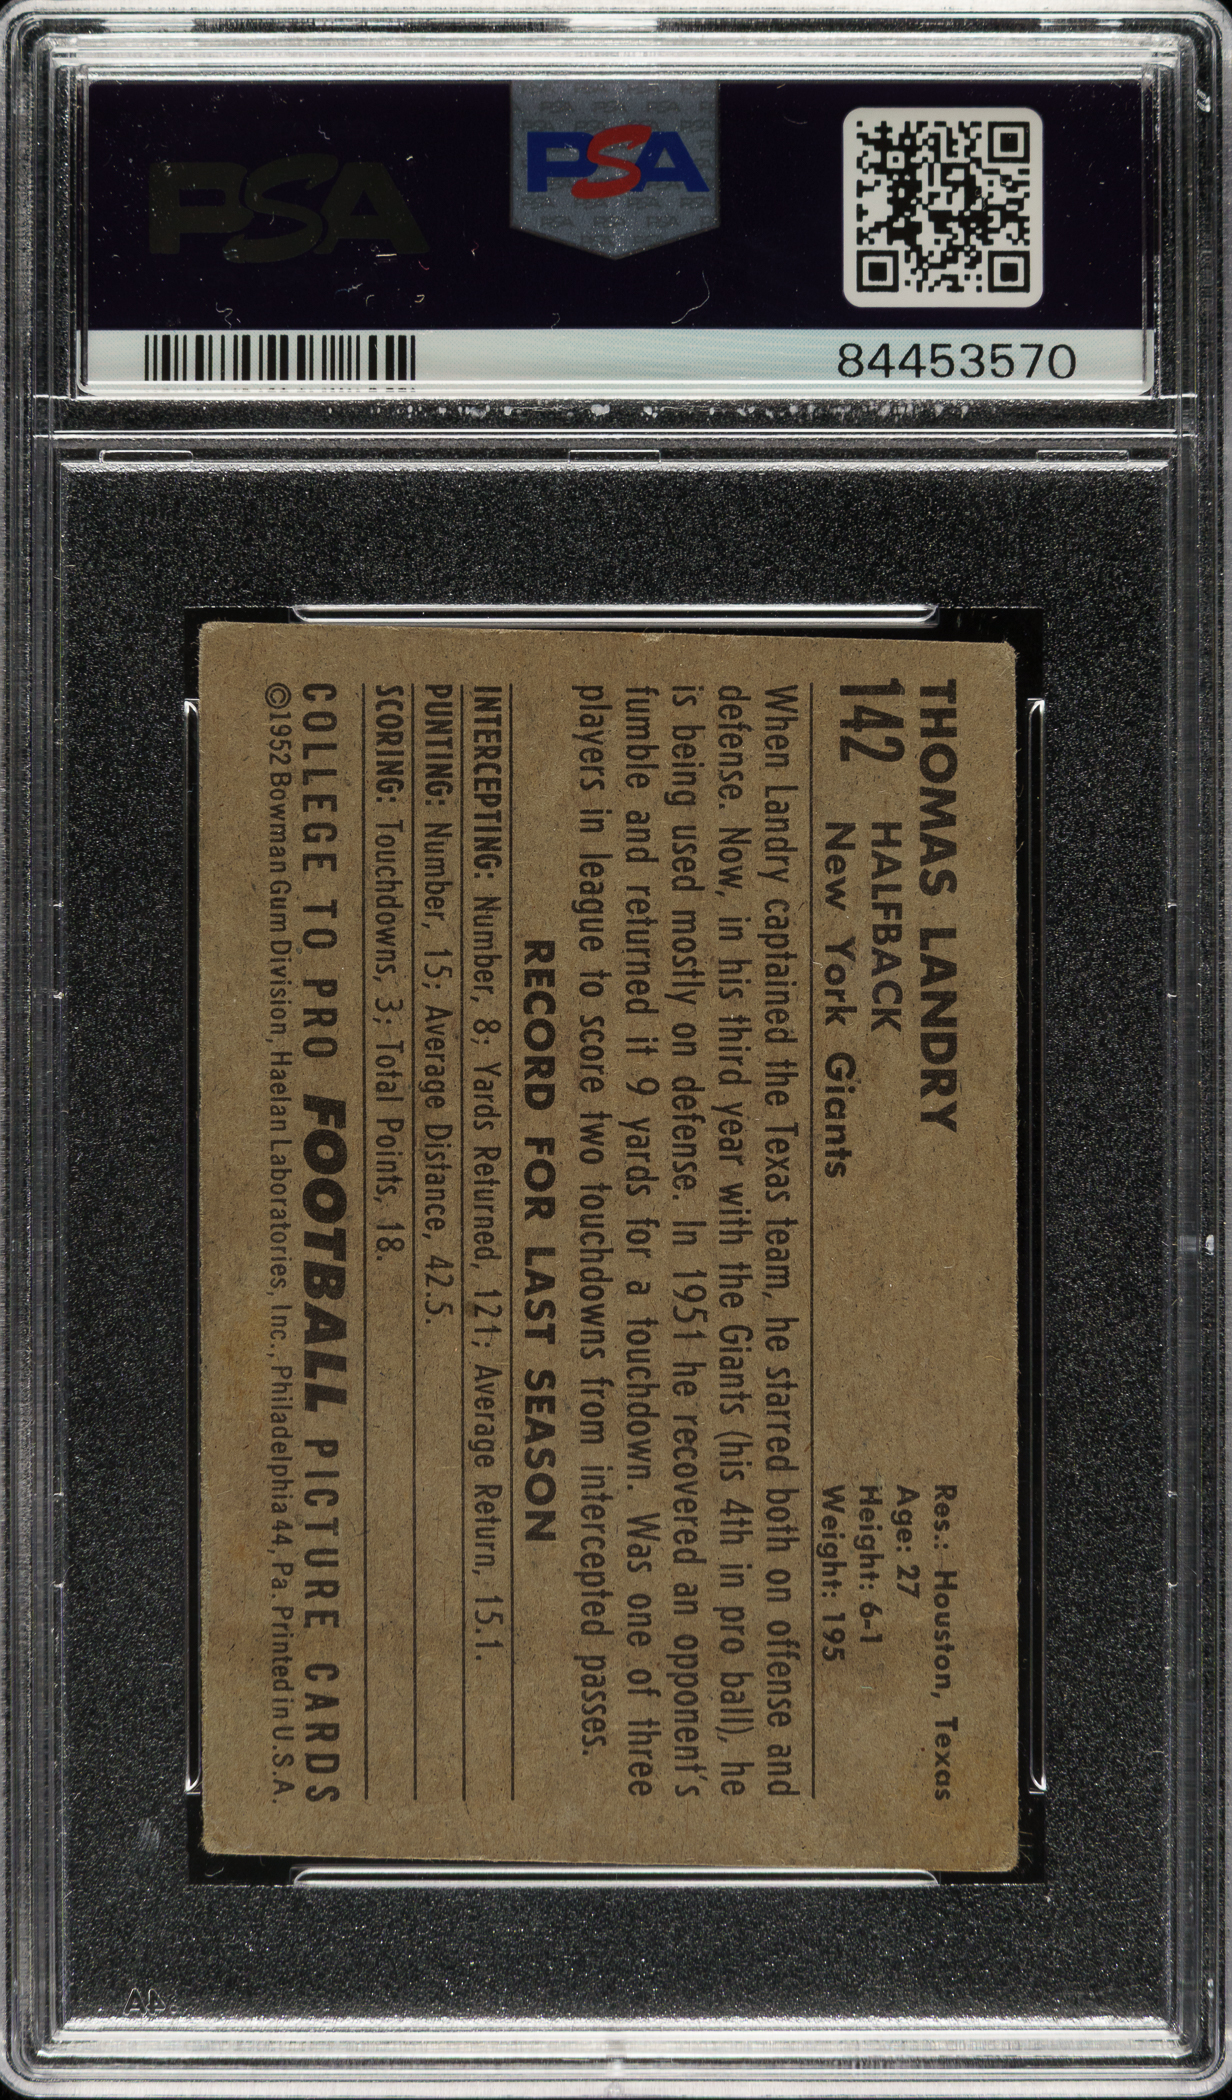 PSA
PSA
84453570
THOMAS LANDRY
142 HALFBACK
New York Giants
Res.: Houston, Texas
Age: 27
Height: 6-1
Weight: 195
When Landry captained the Texas team, he starred both on offense and
defense. Now, in his third year with the Giants (his 4th in pro ball), he
is being used mostly on defense. In 1951 he recovered an opponent's
fumble and returned it 9 yards for a touchdown. Was one of three
players in league to score two touchdowns from intercepted passes.
RECORD FOR LAST SEASON
INTERCEPTING: Number, 8; Yards Returned, 121; Average Return, 15.1.
PUNTING: Number, 15; Average Distance, 42.5.
SCORING: Touchdowns, 3; Total Points, 18.
COLLEGE TO PRO FOOTBALL PICTURE CARDS
©1952 Bowman Gum Division, Haelan Laboratories, Inc., Philadelphia 44, Pa. Printed in U.S.A.